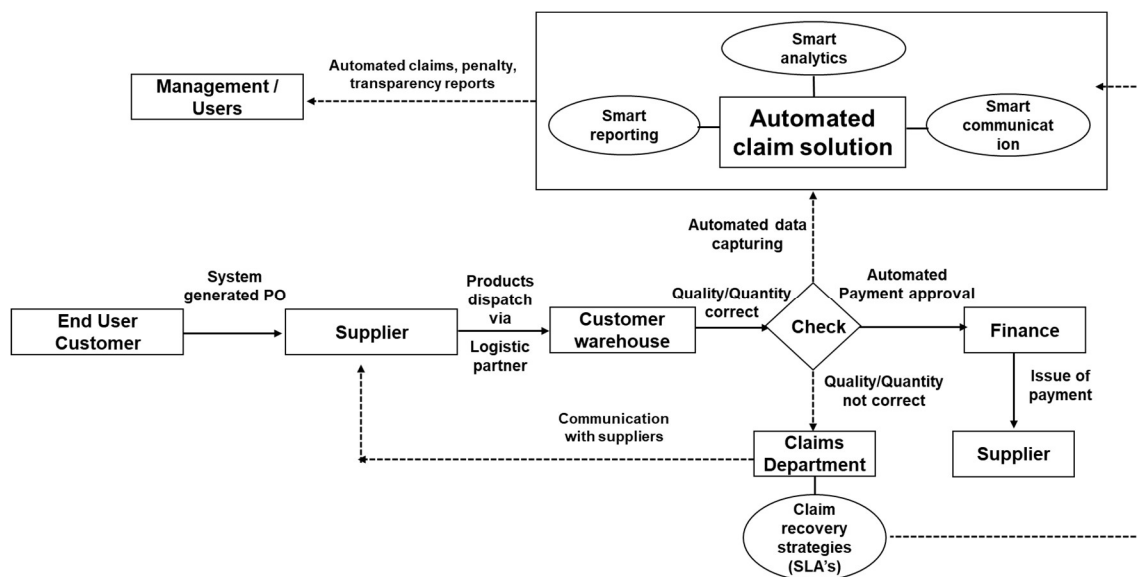 Smart
analytics
Automated claims, penalty,
transparency reports
Management /
Users
Smart
reporting
Automated
claim solution
Smart
communicat
ion
Automated data
capturing
System
generated PO
Products
dispatch
via
Logistic
partner
Quality/Quantity
correct
Automated
Payment approval
End User
Customer
Supplier
Customer
warehouse
Check
Finance
Quality/Quantity
not correct
Issue of
payment
Communication
with suppliers
Claims
Department
Supplier
Claim
recovery
strategies
(SLA's)